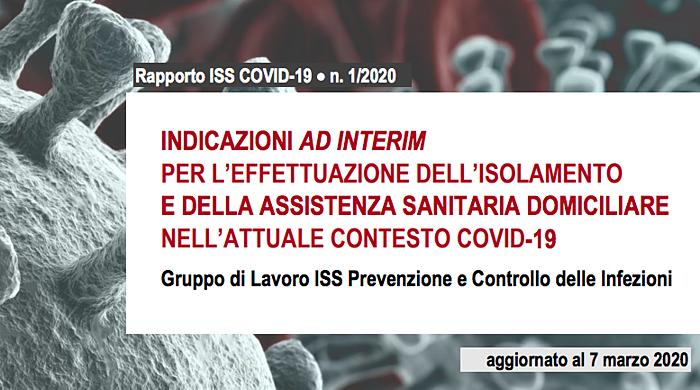 Rapporto ISS COVID-19 ● n. 1/2020
INDICAZIONI AD INTERIM
PER L’EFFETTUAZIONE DELL’ISOLAMENTO
E DELLA ASSISTENZA SANITARIA DOMICILIARE
NELL’ATTUALE CONTESTO COVID-19
Gruppo di Lavoro ISS Prevenzione e Controllo delle Infezioni
aggiornato al 7 marzo 2020